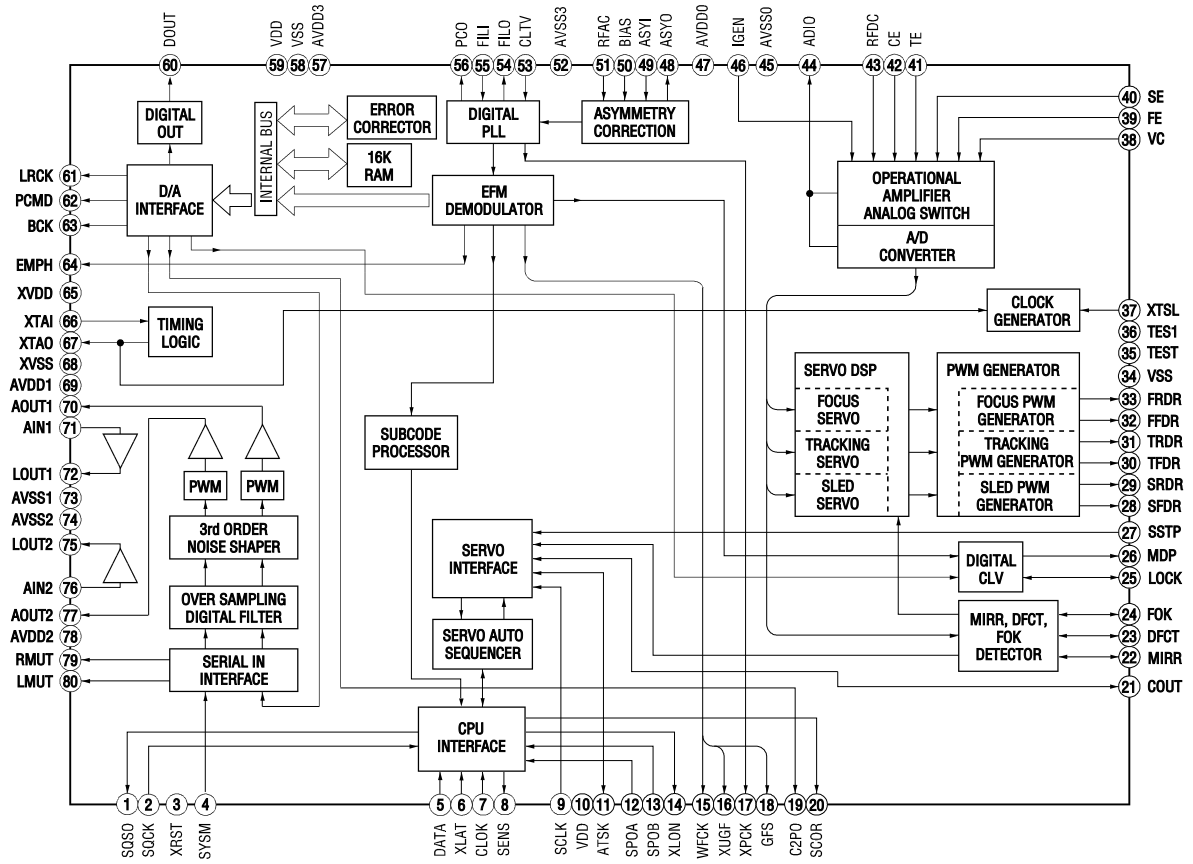 DOUT
VDD
VSS
AVDD3
PCO
FILI
FILO
CLTV
AVSS3
RFAC
BIAS
ASYI
ASYO
AVDD0
IGEN
AVSS0
ADIO
RFDC
CE
TE
60
59
58
57
56
55
54
53
52
51
50
49
48
47
46
45
44
43
42
41
DIGITAL
OUT
INTERNAL BUS
ERROR
CORRECTOR
16K
RAM
DIGITAL
PLL
ASYMMETRY
CORRECTION
40 SE
39 FE
38 VC
LRCK 61
PCMD 62
BCK 63
D/A
INTERFACE
EFM
DEMODULATOR
OPERATIONAL
AMPLIFIER
ANALOG SWITCH
A/D
CONVERTER
EMPH 64
XVDD 65
XTAI 66
XTAO 67
XVSS 68
AVDD1 69
AOUT1 70
AIN1 71
LOUT1 72
AVSS1 73
AVSS2 74
LOUT2 75
AIN2 76
AOUT2 77
AVDD2 78
RMUT 79
LMUT 80
TIMING
LOGIC
CLOCK
GENERATOR
37 XTSL
36 TES1
35 TEST
34 VSS
33 FRDR
32 FFDR
31 TRDR
30 TFDR
29 SRDR
28 SFDR
27 SSTP
26 MDP
25 LOCK
24 FOK
23 DFCT
22 MIRR
21 COUT
SERVO DSP
FOCUS
SERVO
TRACKING
SERVO
SLED
SERVO
PWM GENERATOR
FOCUS PWM
GENERATOR
TRACKING
PWM GENERATOR
SLED PWM
GENERATOR
SUBCODE
PROCESSOR
PWM
PWM
3rd ORDER
NOISE SHAPER
OVER SAMPLING
DIGITAL FILTER
SERIAL IN
INTERFACE
SERVO
INTERFACE
SERVO AUTO
SEQUENCER
CPU
INTERFACE
DIGITAL
CLV
MIRR, DFCT,
FOK
DETECTOR
1
2
3
4
5
6
7
8
9
10
11
12
13
14
15
16
17
18
19
20
SQSO
SQCK
XRST
SYSM
DATA
XLAT
CLOK
SENS
SCLK
VDD
ATSK
SPOA
SPOB
XLON
WFCK
XUGF
XPCK
GFS
C2PO
SCOR